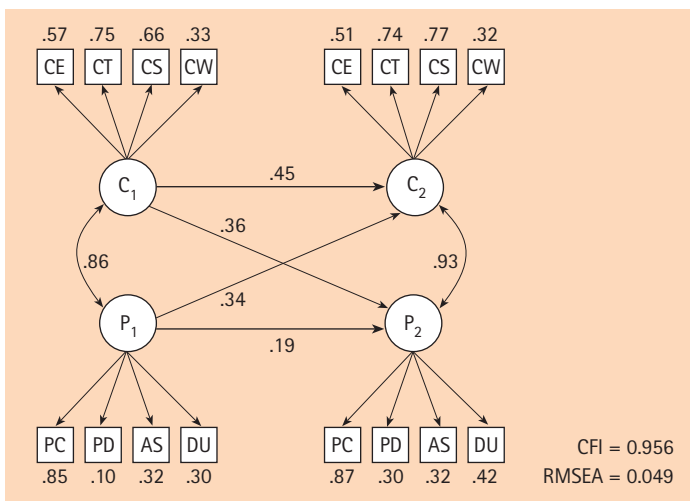 .57 .75 .66 .33 .51 .74 .77 .32
CE CT CS CW CE CT CS CW
C1 .45 C2
.36
.86 .93
.34
P1 P2
.19
PC PD AS DU PC PD AS DU
.85 .10 .32 .30 .87 .30 .32 .42
CFI = 0.956
RMSEA = 0.049